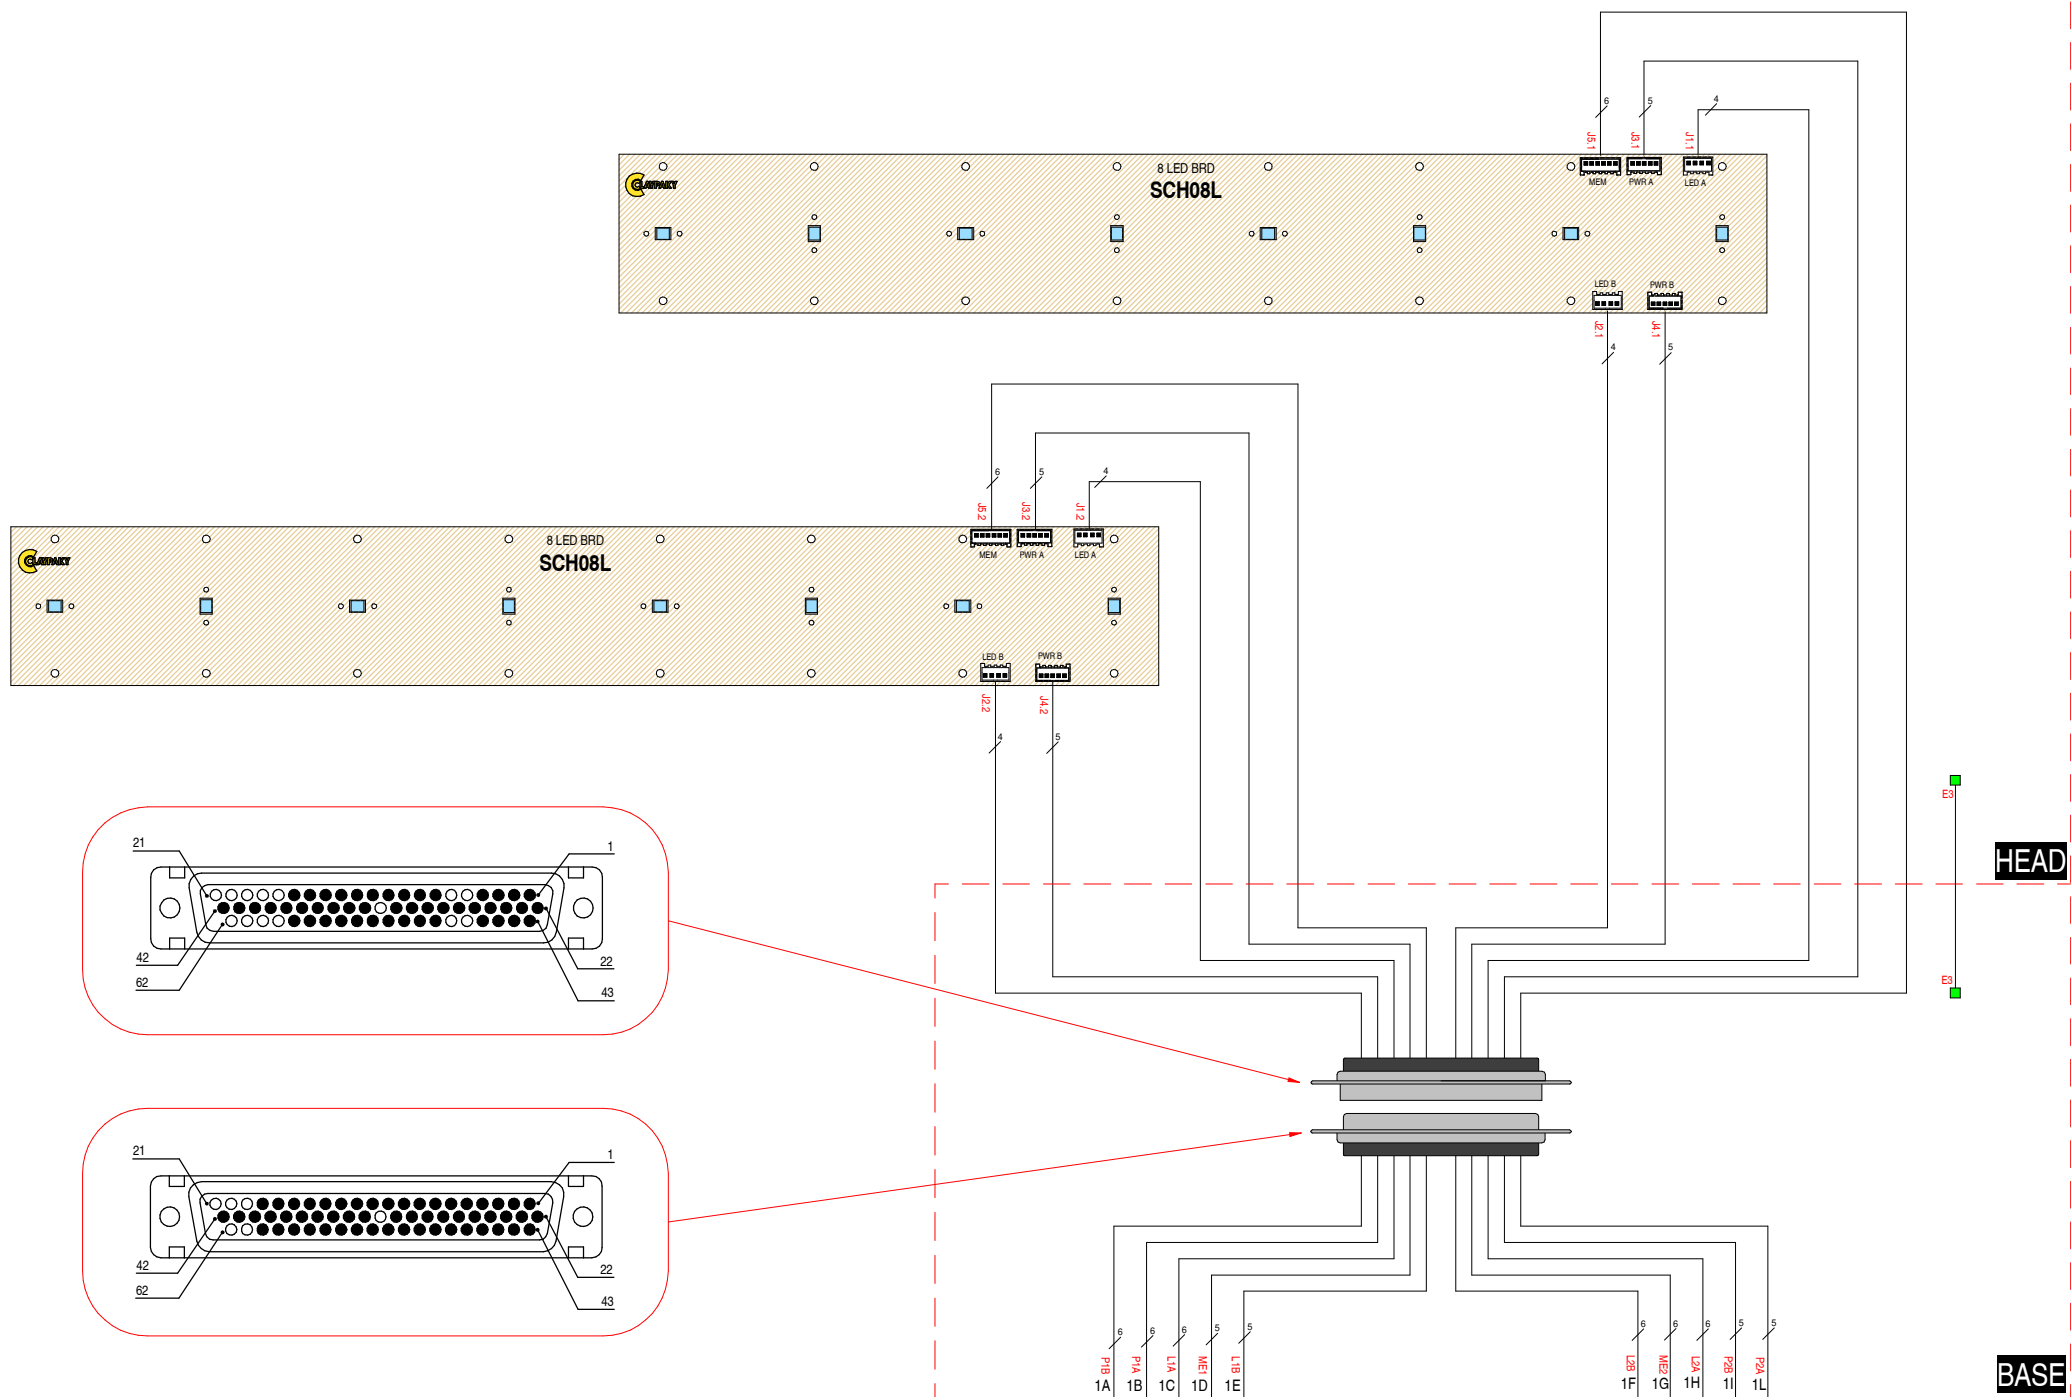 6
5
4
J5.1
J3.1
J1.1
CLAYPAKY
8 LED BRD
SCH08L
MEM
PWR A
LED A
LED B
PWR B
J2.1
J4.1
4
5
6
5
4
J5.2
J3.2
J1.2
CLAYPAKY
8 LED BRD
SCH08L
MEM
PWR A
LED A
LED B
PWR B
J2.2
J4.2
4
5
E3
E3
HEAD
21
1
42
22
62
43
21
1
42
22
62
43
6
6
6
5
5
6
6
6
5
5
P1B
P1A
L1A
ME1
L1B
L2B
ME2
L2A
P2B
P2A
1A
1B
1C
1D
1E
1F
1G
1H
1I
1L
BASE